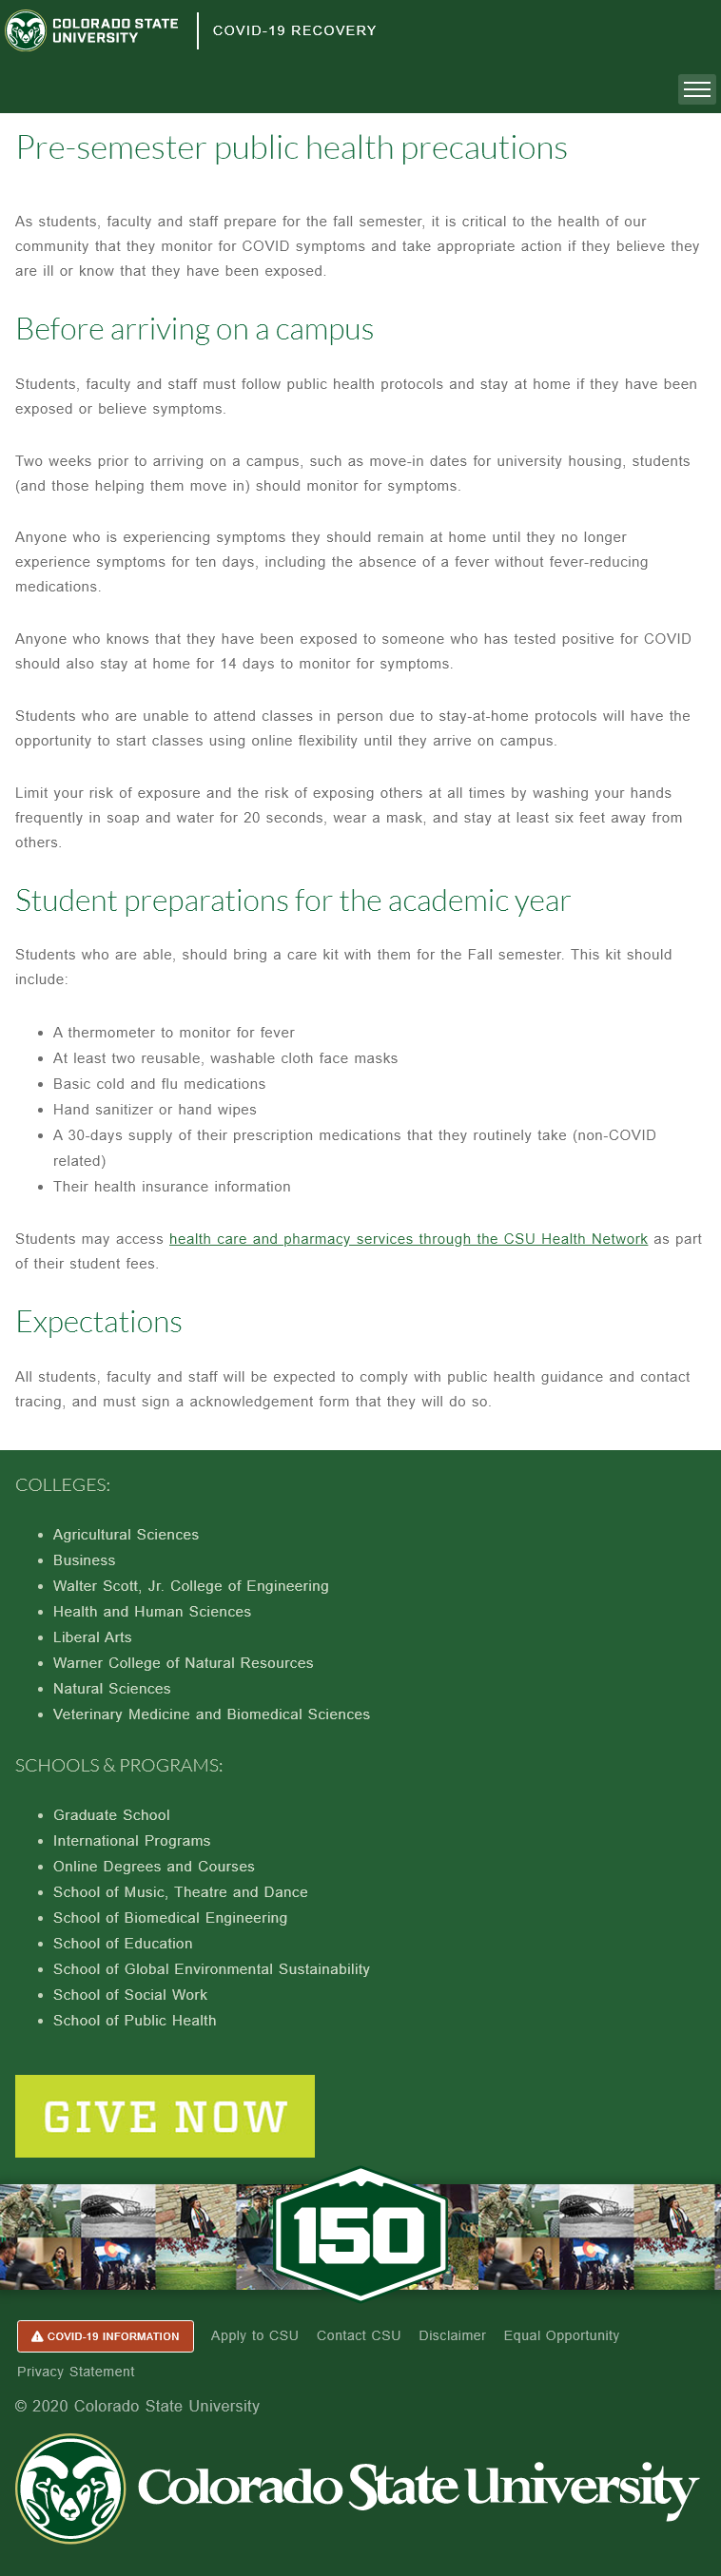 COLORADO STATE
UNIVERSITY
COVID-19 RECOVERY
Pre-semester public health precautions
As students, faculty and staff prepare for the fall semester, it is critical to the health of our
community that they monitor for COVID symptoms and take appropriate action if they believe they
are ill or know that they have been exposed.
Before arriving on a campus
Students, faculty and staff must follow public health protocols and stay at home if they have been
exposed or believe symptoms.
Two weeks prior to arriving on a campus, such as move-in dates for university housing, students
(and those helping them move in) should monitor for symptoms.
Anyone who is experiencing symptoms they should remain at home until they no longer
experience symptoms for ten days, including the absence of a fever without fever-reducing
medications.
Anyone who knows that they have been exposed to someone who has tested positive for COVID
should also stay at home for 14 days to monitor for symptoms.
Students who are unable to attend classes in person due to stay-at-home protocols will have the
opportunity to start classes using online flexibility until they arrive on campus.
Limit your risk of exposure and the risk of exposing others at all times by washing your hands
frequently in soap and water for 20 seconds, wear a mask, and stay at least six feet away from
others.
Student preparations for the academic year
Students who are able, should bring a care kit with them for the Fall semester. This kit should
include:
A thermometer to monitor for fever
At least two reusable, washable cloth face masks
Basic cold and flu medications
Hand sanitizer or hand wipes
A 30-days supply of their prescription medications that they routinely take (non-COVID
related)
Their health insurance information
Students may access health care and pharmacy services through the CSU Health Network as part
of their student fees.
Expectations
All students, faculty and staff will be expected to comply with public health guidance and contact
tracing, and must sign a acknowledgement form that they will do so.
COLLEGES:
Agricultural Sciences
Business
Walter Scott, Jr. College of Engineering
Health and Human Sciences
Liberal Arts
Warner College of Natural Resources
Natural Sciences
Veterinary Medicine and Biomedical Sciences
SCHOOLS & PROGRAMS:
Graduate School
International Programs
Online Degrees and Courses
School of Music, Theatre and Dance
School of Biomedical Engineering
School of Education
School of Global Environmental Sustainability
School of Social Work
School of Public Health
GIVE NOW
150
COVID-19 INFORMATION Apply to CSU Contact CSU Disclaimer Equal Opportunity
Privacy Statement
© 2020 Colorado State University
Colorado State University